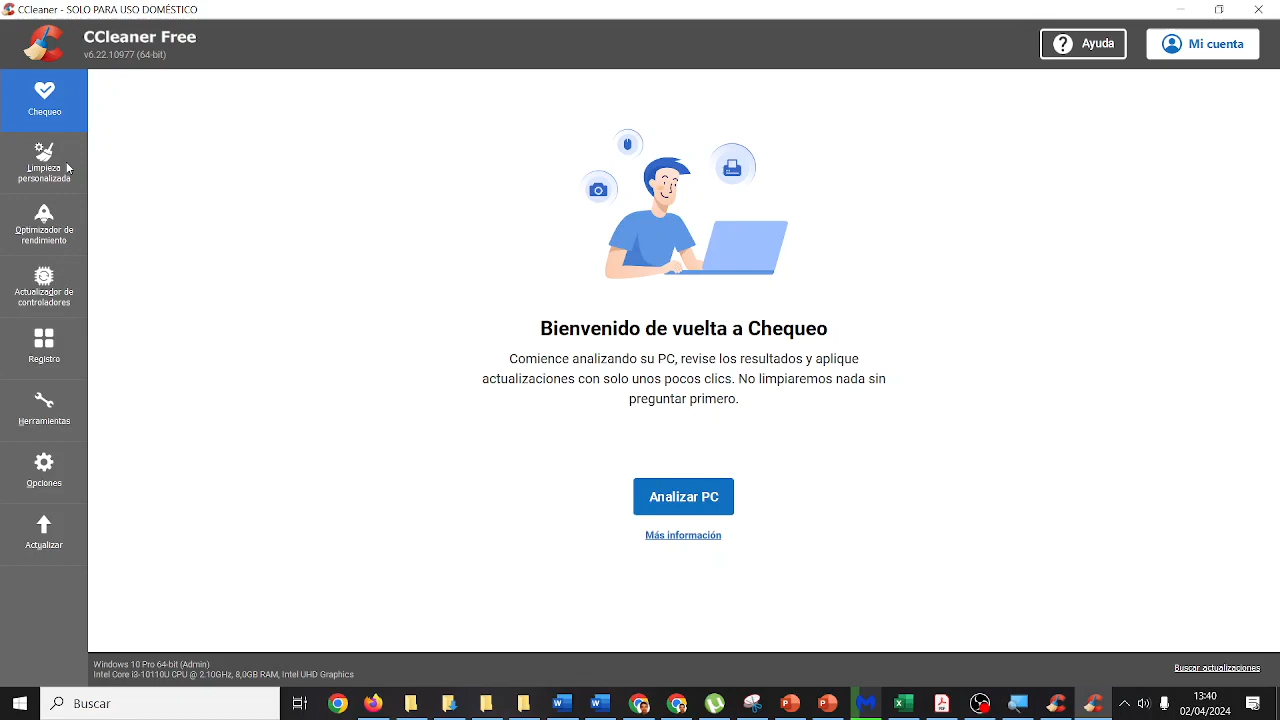 CCleaner - SOLO PARA USO DOMÉSTICO
CCleaner Free
v6.22.10977 (64-bit)
Ayuda
Mi cuenta
Chequeo
Limpieza
personalizada
Optimizador de
rendimiento
Actualizador de
controladores
Registro
Herramientas
Opciones
Actualizar
Bienvenido de vuelta a Chequeo
Comience analizando su PC, revise los resultados y aplique
actualizaciones con solo unos pocos clics. No limpiaremos nada sin
preguntar primero.
Analizar PC
Más información
Windows 10 Pro 64-bit (Admin)
Intel Core i3-10110U CPU @ 2.10GHz, 8,0GB RAM, Intel UHD Graphics
Buscar actualizaciones
Buscar
13:40
02/04/2024